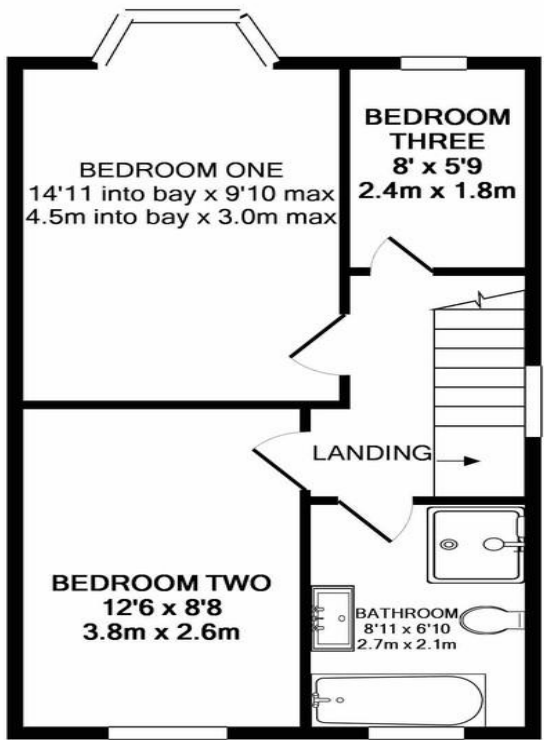 BEDROOM ONE
14'11 into bay x 9'10 max
4.5m into bay x 3.0m max
BEDROOM
THREE
8' x 5'9
2.4m x 1.8m
LANDING
BEDROOM TWO
12'6 x 8'8
3.8m x 2.6m
BATHROOM
8'11 x 6'10
2.7m x 2.1m